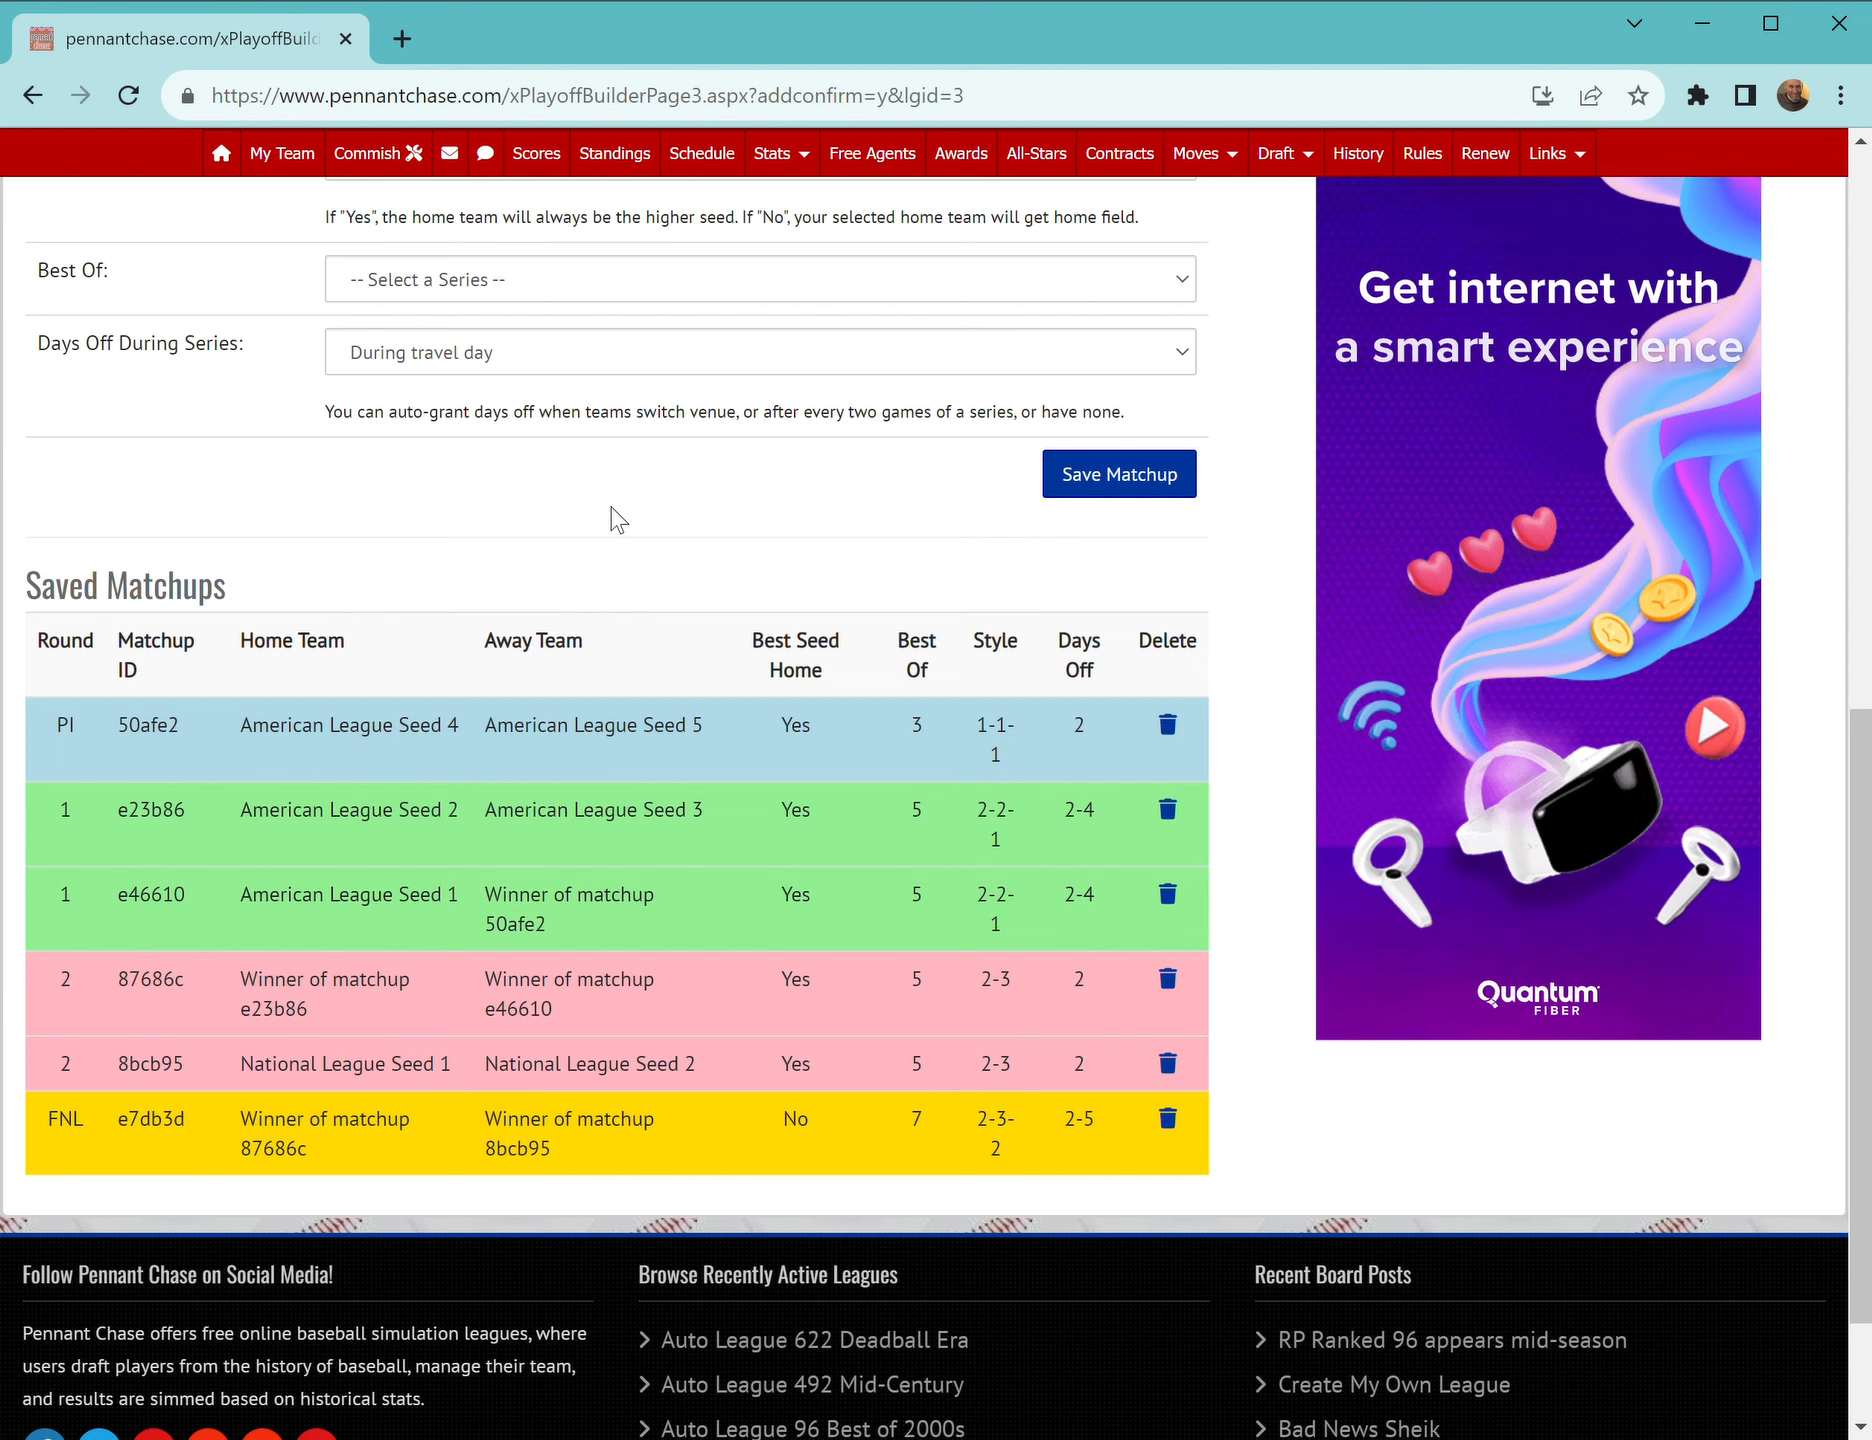 pennantchase.com/xPlayoffBuild
https://www.pennantchase.com/xPlayoffBuilderPage3.aspx?addconfirm=y&lgid=3
My Team Commish Scores Standings Schedule Stats Free Agents Awards All-Stars Contracts Moves Draft History Rules Renew Links
If "Yes", the home team will always be the higher seed. If "No", your selected home team will get home field.
Best Of: -- Select a Series --
Days Off During Series: During travel day
You can auto-grant days off when teams switch venue, or after every two games of a series, or have none.
Save Matchup
Get internet with
a smart experience
Quantum
FIBER
Saved Matchups
Round Matchup Home Team Away Team Best Seed Best Style Days Delete
ID Home Of Off
PI 50afe2 American League Seed 4 American League Seed 5 Yes 3 1-1- 2
1
1 e23b86 American League Seed 2 American League Seed 3 Yes 5 2-2- 2-4
1
1 e46610 American League Seed 1 Winner of matchup Yes 5 2-2- 2-4
50afe2 1
2 87686c Winner of matchup Winner of matchup Yes 5 2-3 2
e23b86 e46610
2 8bcb95 National League Seed 1 National League Seed 2 Yes 5 2-3 2
FNL e7db3d Winner of matchup Winner of matchup No 7 2-3- 2-5
87686c 8bcb95 2
Follow Pennant Chase on Social Media!
Pennant Chase offers free online baseball simulation leagues, where
users draft players from the history of baseball, manage their team,
and results are simmed based on historical stats.
Browse Recently Active Leagues
Auto League 622 Deadball Era
Auto League 492 Mid-Century
Auto League 96 Best of 2000s
Recent Board Posts
RP Ranked 96 appears mid-season
Create My Own League
Bad News Sheik